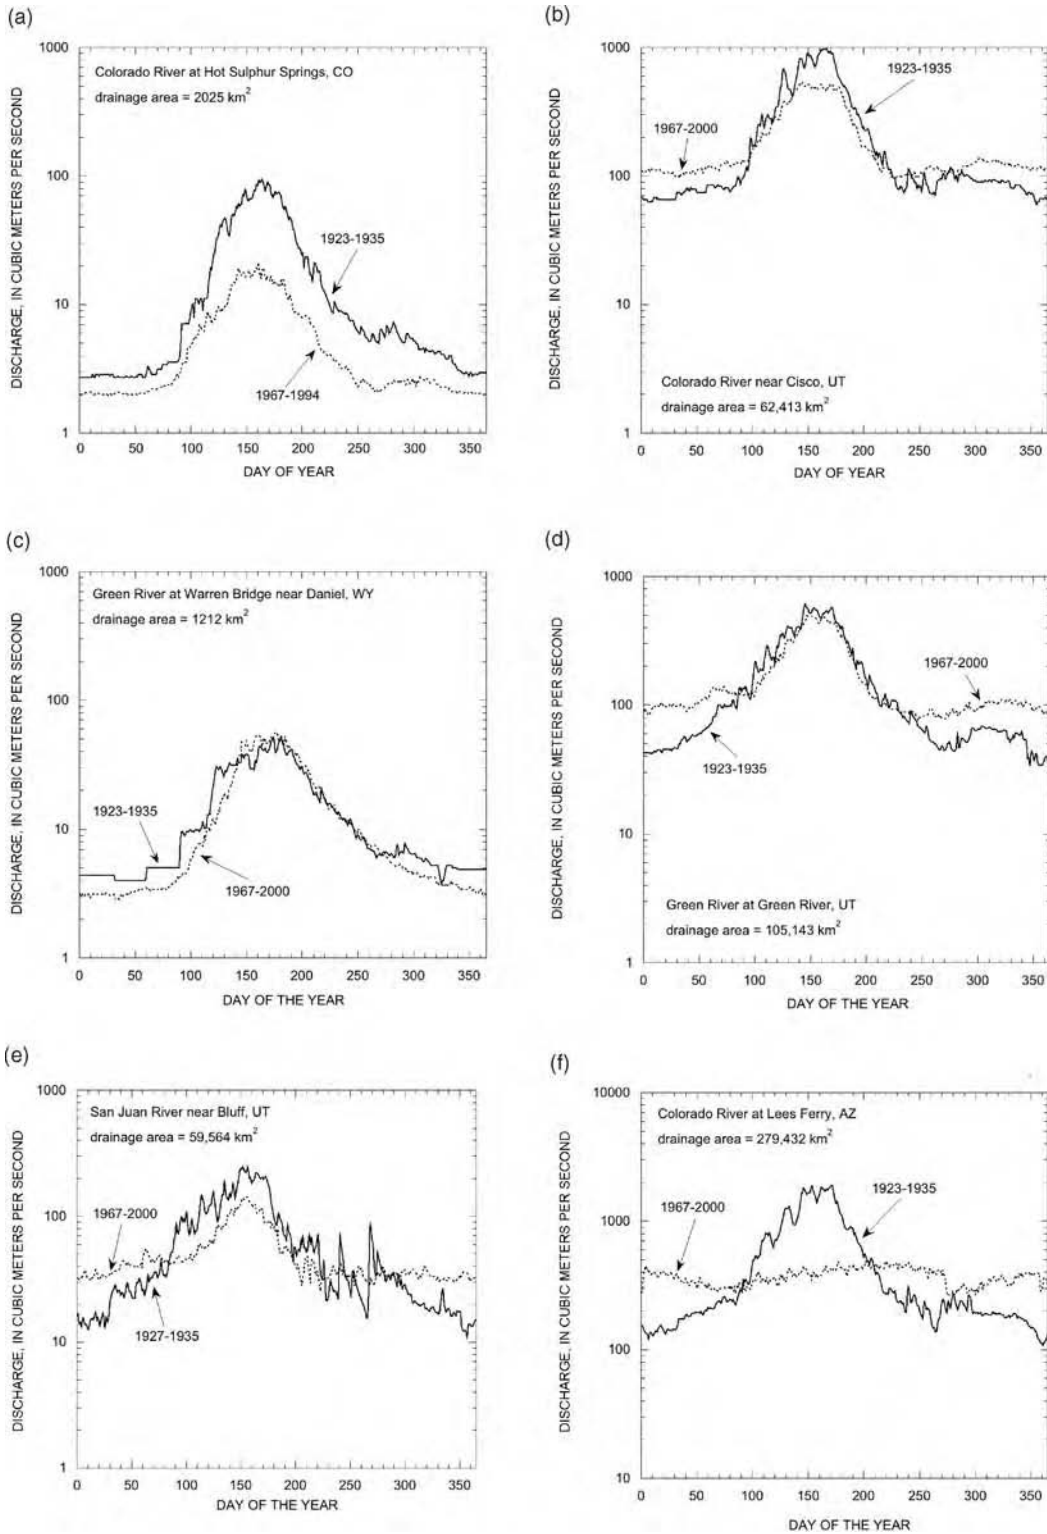 (a)
DISCHARGE, IN CUBIC METERS PER SECOND
1000
100
10
1
Colorado River at Hot Sulphur Springs, CO
drainage area = 2025 km²
1923-1935
1967-1994
0 50 100 150 200 250 300 350
DAY OF YEAR
(b)
DISCHARGE, IN CUBIC METERS PER SECOND
1000
100
10
1
1923-1935
1967-2000
Colorado River near Cisco, UT
drainage area = 62,413 km²
0 50 100 150 200 250 300 350
DAY OF YEAR
(c)
DISCHARGE, IN CUBIC METERS PER SECOND
1000
100
10
1
Green River at Warren Bridge near Daniel, WY
drainage area = 1212 km²
1923-1935
1967-2000
0 50 100 150 200 250 300 350
DAY OF THE YEAR
(d)
DISCHARGE, IN CUBIC METERS PER SECOND
1000
100
10
1
1967-2000
1923-1935
Green River at Green River, UT
drainage area = 105,143 km²
0 50 100 150 200 250 300 350
DAY OF THE YEAR
(e)
DISCHARGE, IN CUBIC METERS PER SECOND
1000
100
10
1
San Juan River near Bluff, UT
drainage area = 59,564 km²
1967-2000
1927-1935
0 50 100 150 200 250 300 350
DAY OF THE YEAR
(f)
DISCHARGE, IN CUBIC METERS PER SECOND
10000
1000
100
10
Colorado River at Lees Ferry, AZ
drainage area = 279,432 km²
1923-1935
1967-2000
0 50 100 150 200 250 300 350
DAY OF THE YEAR